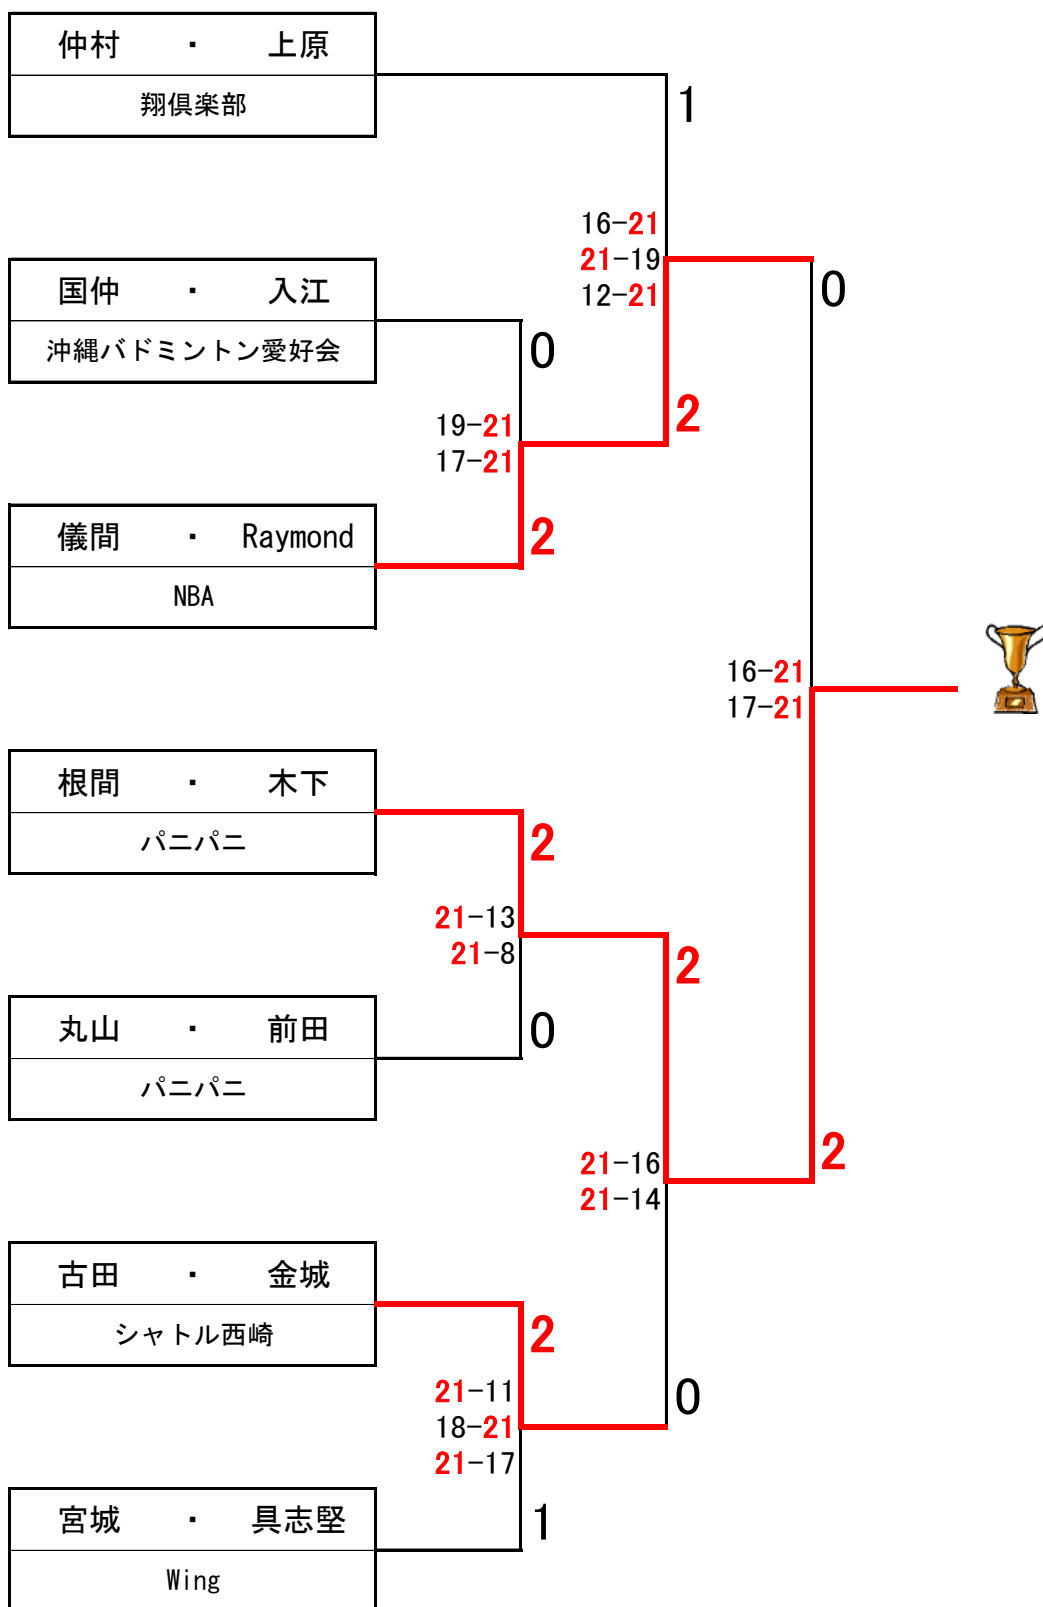 仲村 ・ 上原
翔倶楽部
1
16-21
21-19
12-21
国仲 ・ 入江
沖縄バドミントン愛好会
0
0
2
19-21
17-21
儀間 ・ Raymond
NBA
2
16-21
17-21
根間 ・ 木下
パニパニ
2
21-13
21-8
2
丸山 ・ 前田
パニパニ
0
21-16
21-14
2
古田 ・ 金城
シャトル西崎
2
21-11
18-21
21-17
0
宮城 ・ 具志堅
Wing
1